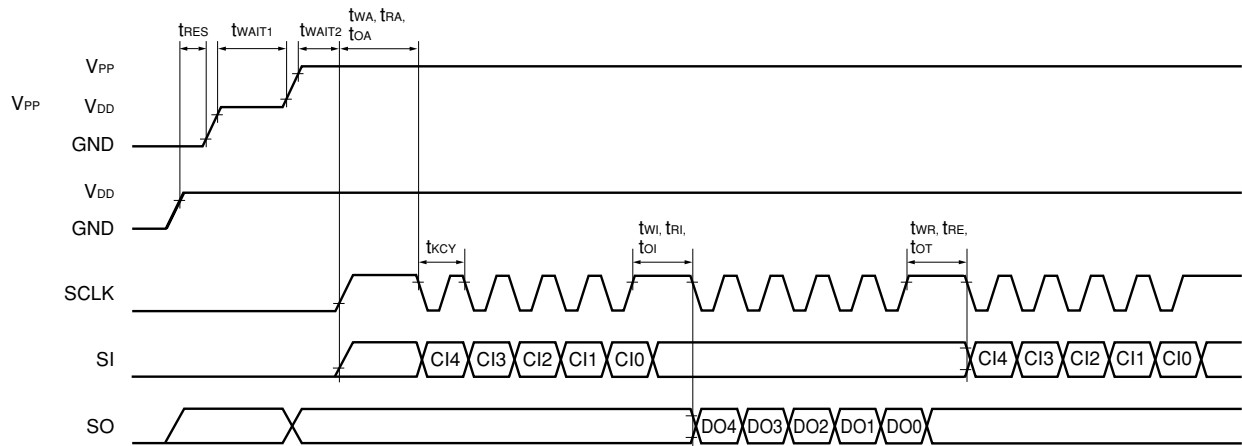 tWA, tRA,
tRES tWAIT1 tWAIT2 tOA
VPP
VPP VDD
GND
VDD
GND
tWI, tRI, tWR, tRE,
tKCY tOI tOT
SCLK
SI CI4 CI3 CI2 CI1 CI0 CI4 CI3 CI2 CI1 CI0
SO DO4 DO3 DO2 DO1 DO0